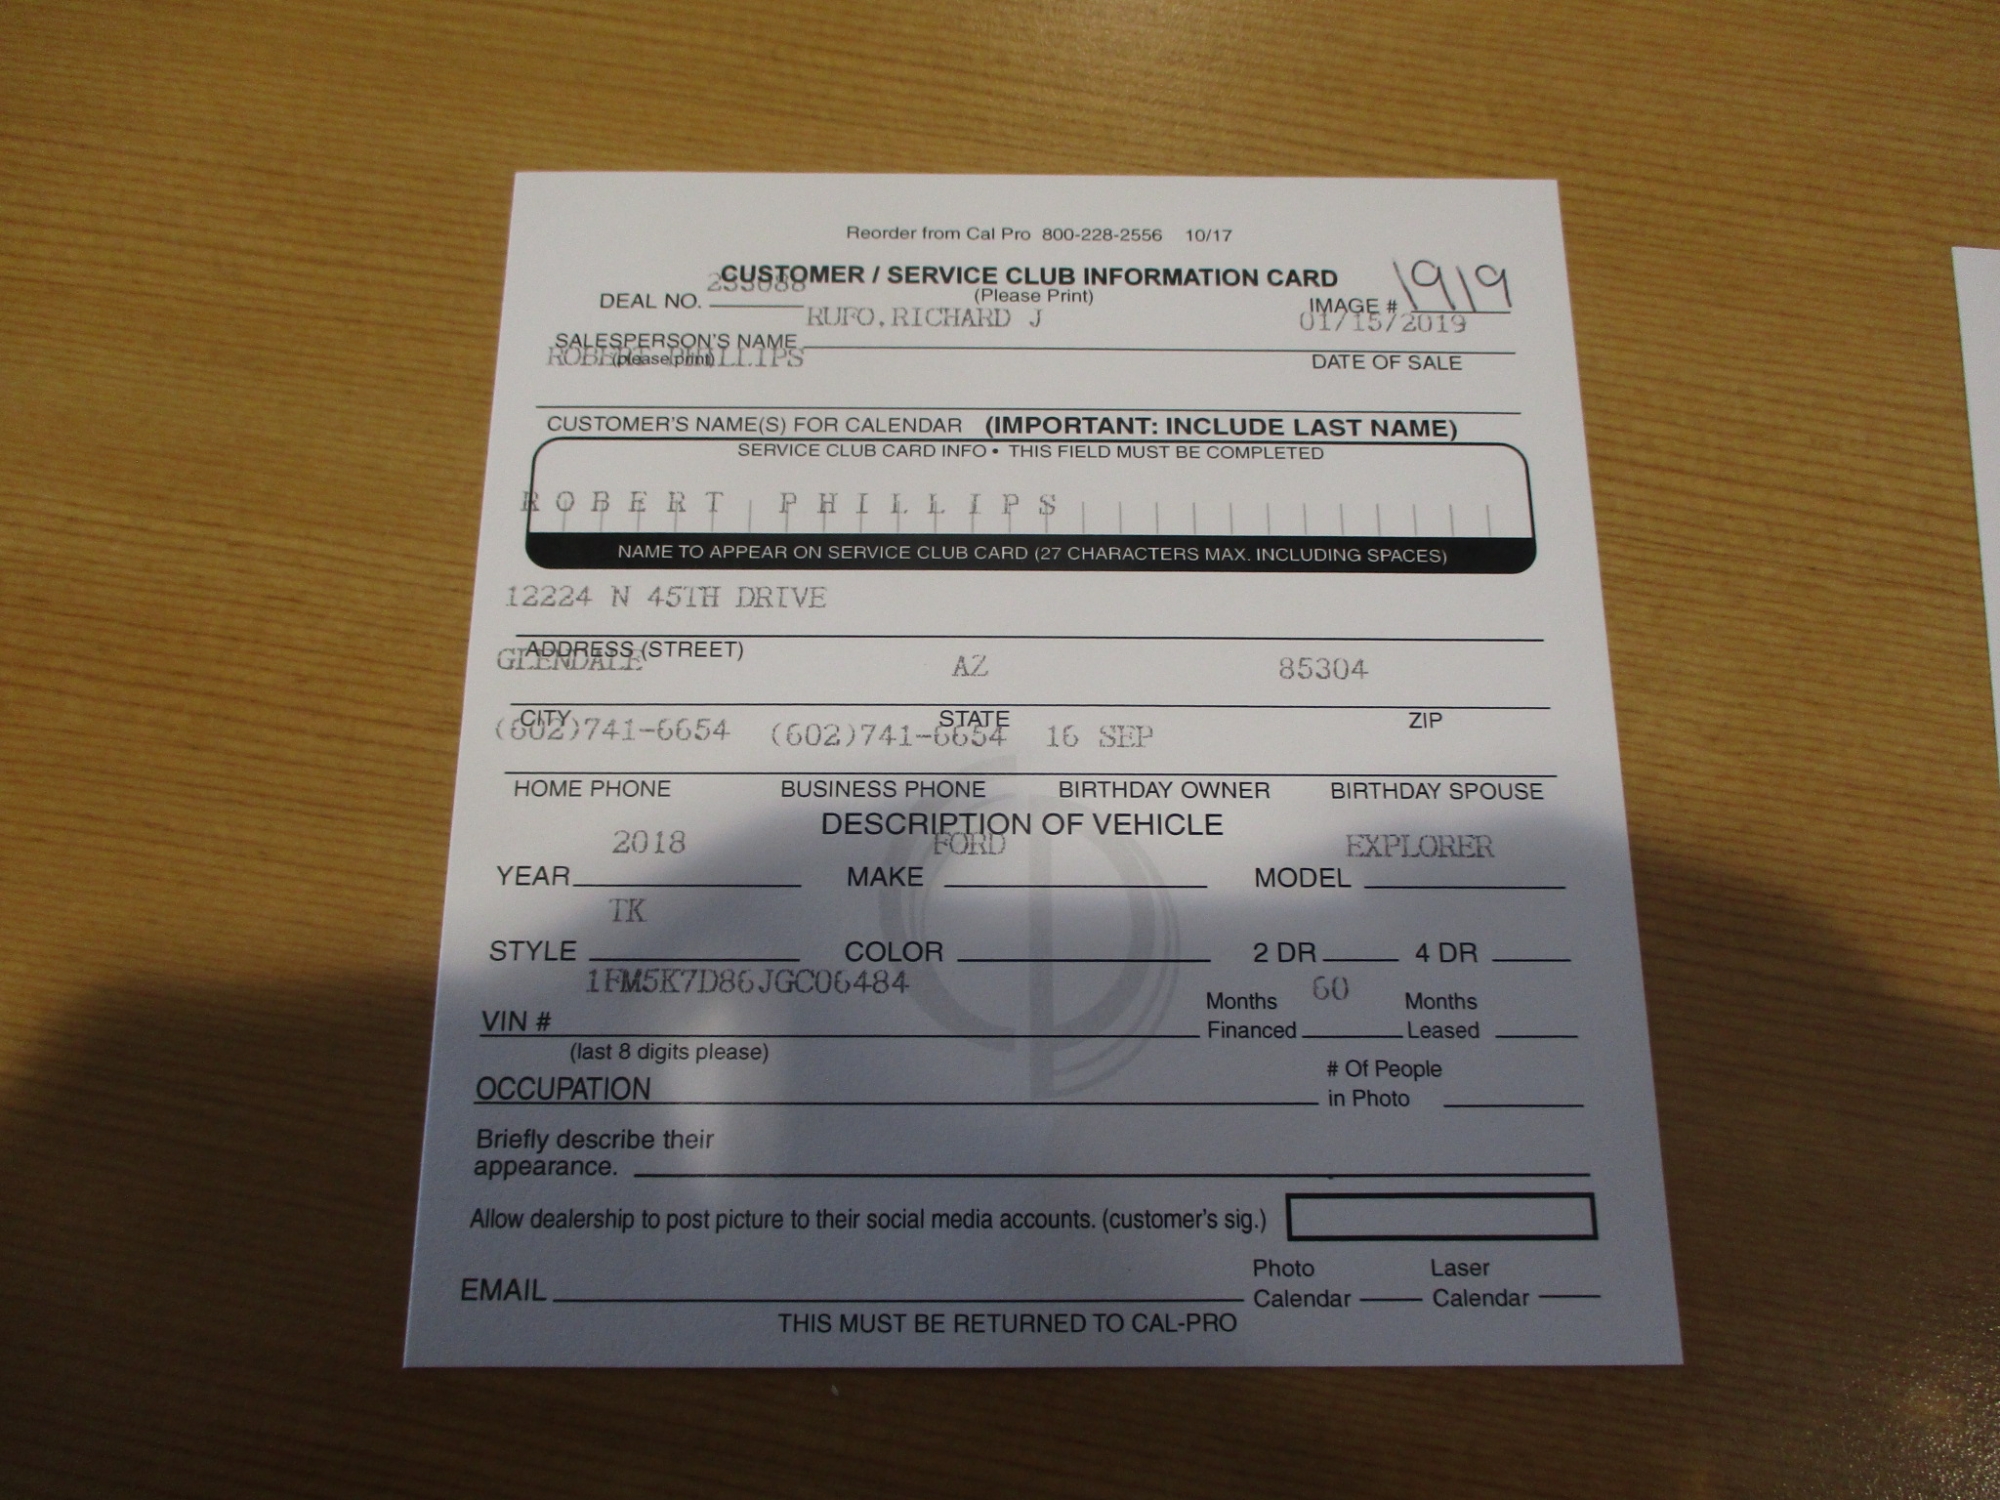 Reorder from Cal Pro 800-228-2556 10/17
CUSTOMER / SERVICE CLUB INFORMATION CARD
(Please Print)
DEAL NO. 255088
IMAGE # 1919
RUFO,RICHARD J 01/15/2019
SALESPERSON'S NAME
(please print)
DATE OF SALE
ROBERT PHILLIPS
CUSTOMER'S NAME(S) FOR CALENDAR (IMPORTANT: INCLUDE LAST NAME)
SERVICE CLUB CARD INFO • THIS FIELD MUST BE COMPLETED
ROBERT PHILLIPS
NAME TO APPEAR ON SERVICE CLUB CARD (27 CHARACTERS MAX. INCLUDING SPACES)
12224 N 45TH DRIVE
ADDRESS (STREET)
GLENDALE AZ 85304
CITY STATE ZIP
(602)741-6654 (602)741-6654 16 SEP
HOME PHONE BUSINESS PHONE BIRTHDAY OWNER BIRTHDAY SPOUSE
DESCRIPTION OF VEHICLE
2018 FORD EXPLORER
YEAR MAKE MODEL
TK
STYLE COLOR 2 DR 4 DR
1FM5K7D86JGC06484 60
VIN # Months Financed Months Leased
(last 8 digits please)
OCCUPATION # Of People in Photo
Briefly describe their
appearance.
Allow dealership to post picture to their social media accounts. (customer's sig.)
EMAIL Photo Calendar Laser Calendar
THIS MUST BE RETURNED TO CAL-PRO